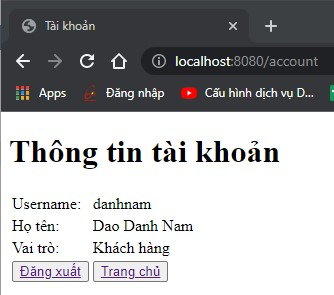 Tài khoản
localhost:8080/account
Apps Đăng nhập Cấu hình dịch vụ D...
Thông tin tài khoản
Username: danhnam
Họ tên: Dao Danh Nam
Vai trò: Khách hàng
Đăng xuất Trang chủ